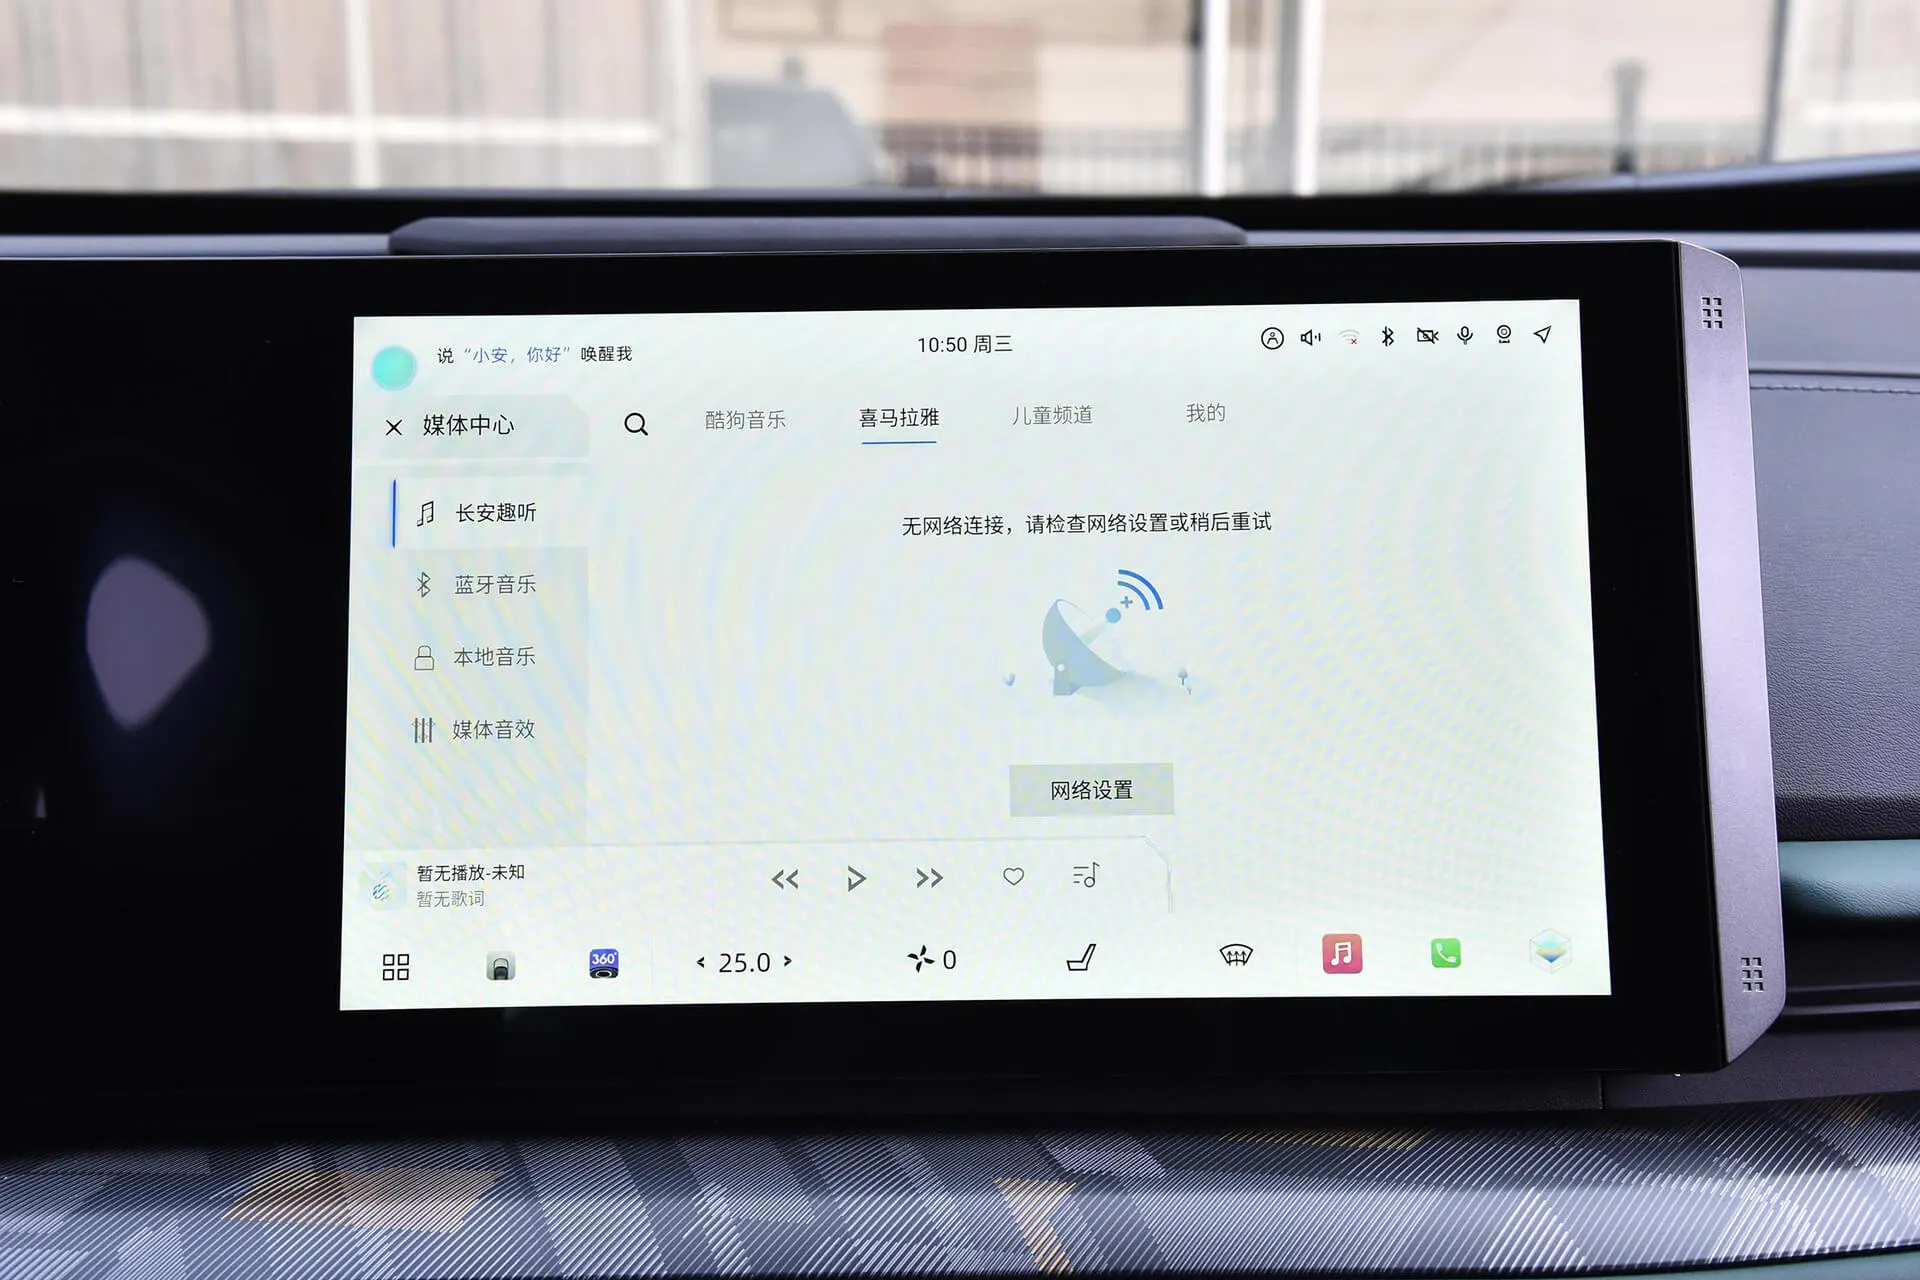 说“小安，你好”唤醒我
10:50 周三
媒体中心
酷狗音乐
喜马拉雅
儿童频道
我的
长安趣听
蓝牙音乐
本地音乐
媒体音效
无网络连接，请检查网络设置或稍后重试
网络设置
暂无播放-未知
暂无歌词
360°
< 25.0 >
0